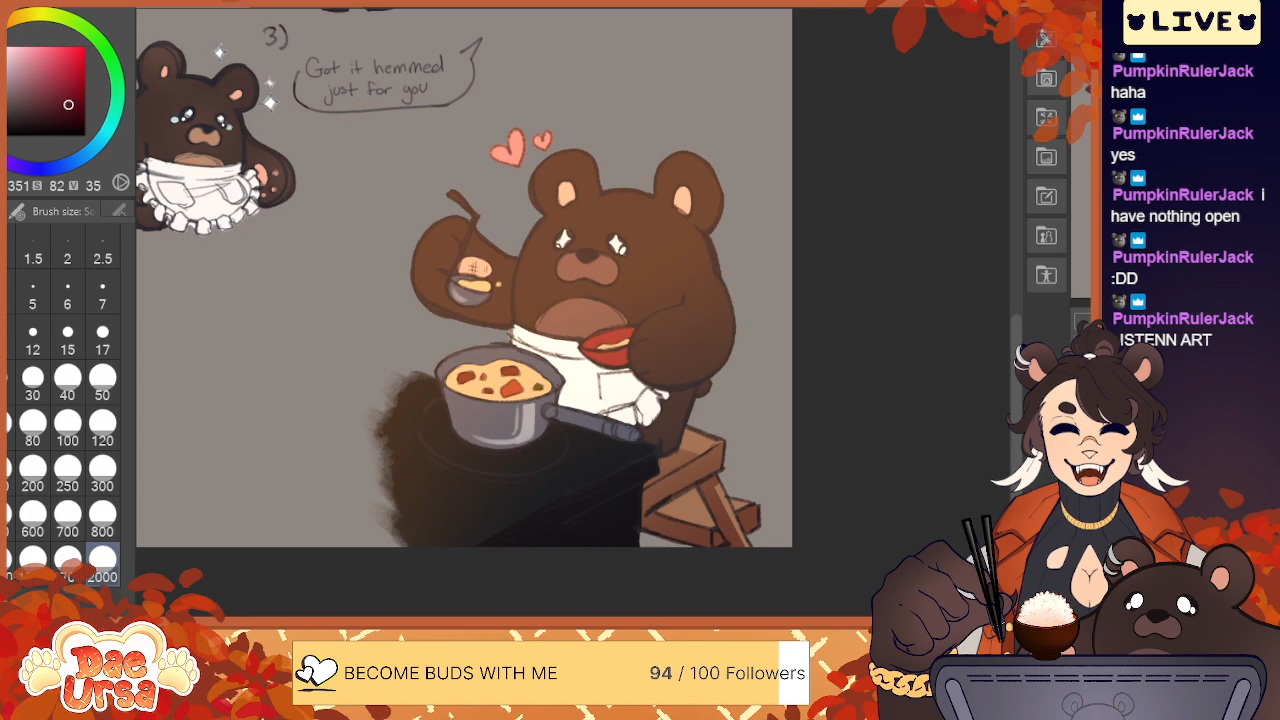 3)
Got it hemmed
just for you
351 S 82 V 35
Brush size: So
1.5 2 2.5
5 6 7
12 15 17
30 40 50
80 100 120
200 250 300
600 700 800
2000
LIVE
PumpkinRulerJack
haha
PumpkinRulerJack
yes
PumpkinRulerJack i
have nothing open
PumpkinRulerJack
:DD
PumpkinRulerJack
ISTENN ART
Dae
Ursa
BECOME BUDS WITH ME
94 / 100 Followers